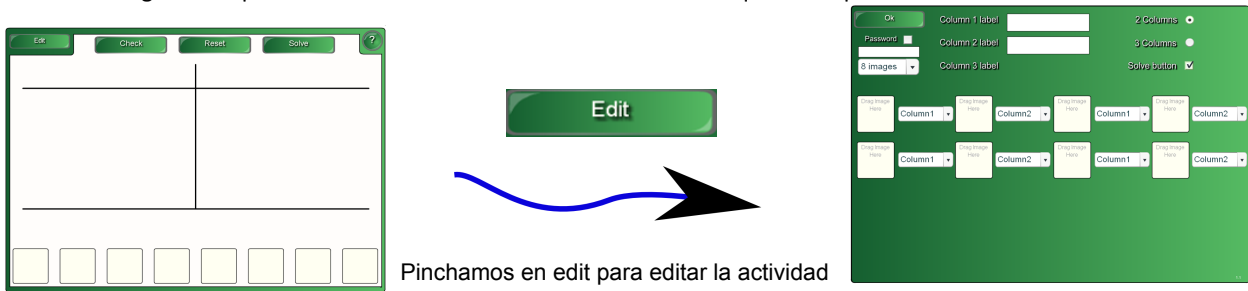 Edit Check Reset Solve ?
Edit
Pinchamos en edit para editar la actividad
Ok Column 1 label 2 Columns
Password Column 2 label 3 Columns
8 images Column 3 label Solve button
Drag Image Here Column1 Drag Image Here Column2 Drag Image Here Column1 Drag Image Here Column2
Drag Image Here Column1 Drag Image Here Column2 Drag Image Here Column1 Drag Image Here Column2